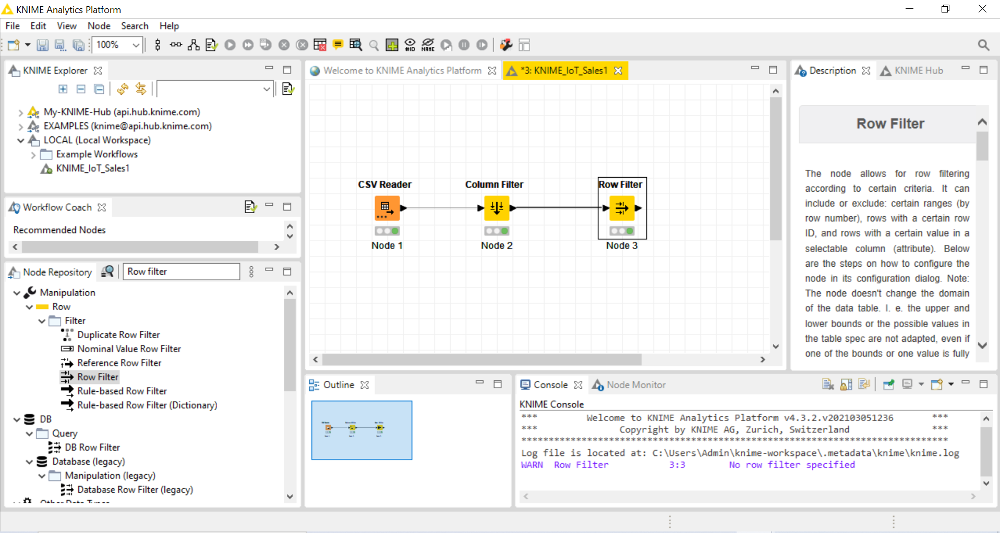 KNIME Analytics Platform
File Edit View Node Search Help
100%
#ID
NAME
KNIME Explorer
My-KNIME-Hub (api.hub.knime.com)
EXAMPLES (knime@api.hub.knime.com)
LOCAL (Local Workspace)
Example Workflows
KNIME_IoT_Sales1
Workflow Coach
Recommended Nodes
Node Repository
Row filter
Manipulation
Row
Filter
Duplicate Row Filter
Nominal Value Row Filter
Reference Row Filter
Row Filter
Rule-based Row Filter
Rule-based Row Filter (Dictionary)
DB
Query
DB Row Filter
Database (legacy)
Manipulation (legacy)
Database Row Filter (legacy)
Other Data Types
Welcome to KNIME Analytics Platform
*3: KNIME_IoT_Sales1
CSV Reader
Column Filter
Row Filter
Node 1
Node 2
Node 3
Outline
Description
KNIME Hub
Row Filter
The node allows for row filtering
according to certain criteria. It can
include or exclude: certain ranges (by
row number), rows with a certain row
ID, and rows with a certain value in a
selectable column (attribute). Below
are the steps on how to configure the
node in its configuration dialog. Note:
The node doesn't change the domain
of the data table. I. e. the upper and
lower bounds or the possible values in
the table spec are not adapted, even if
one of the bounds or one value is fully
Console
Node Monitor
KNIME Console
*** Welcome to KNIME Analytics Platform v4.3.2.v202103051236 ***
*** Copyright by KNIME AG, Zurich, Switzerland ***
Log file is located at: C:\Users\Admin\knime-workspace\.metadata\knime\knime.log
WARN Row Filter 3:3 No row filter specified